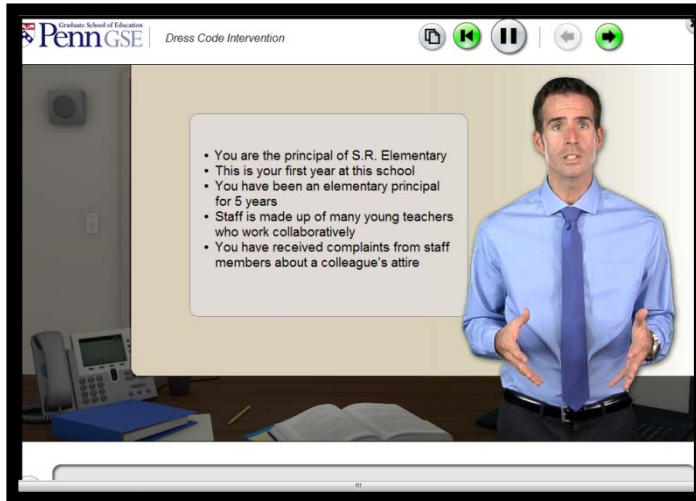 Graduate School of Education
Penn GSE
Dress Code Intervention
• You are the principal of S.R. Elementary
• This is your first year at this school
• You have been an elementary principal
for 5 years
• Staff is made up of many young teachers
who work collaboratively
• You have received complaints from staff
members about a colleague's attire